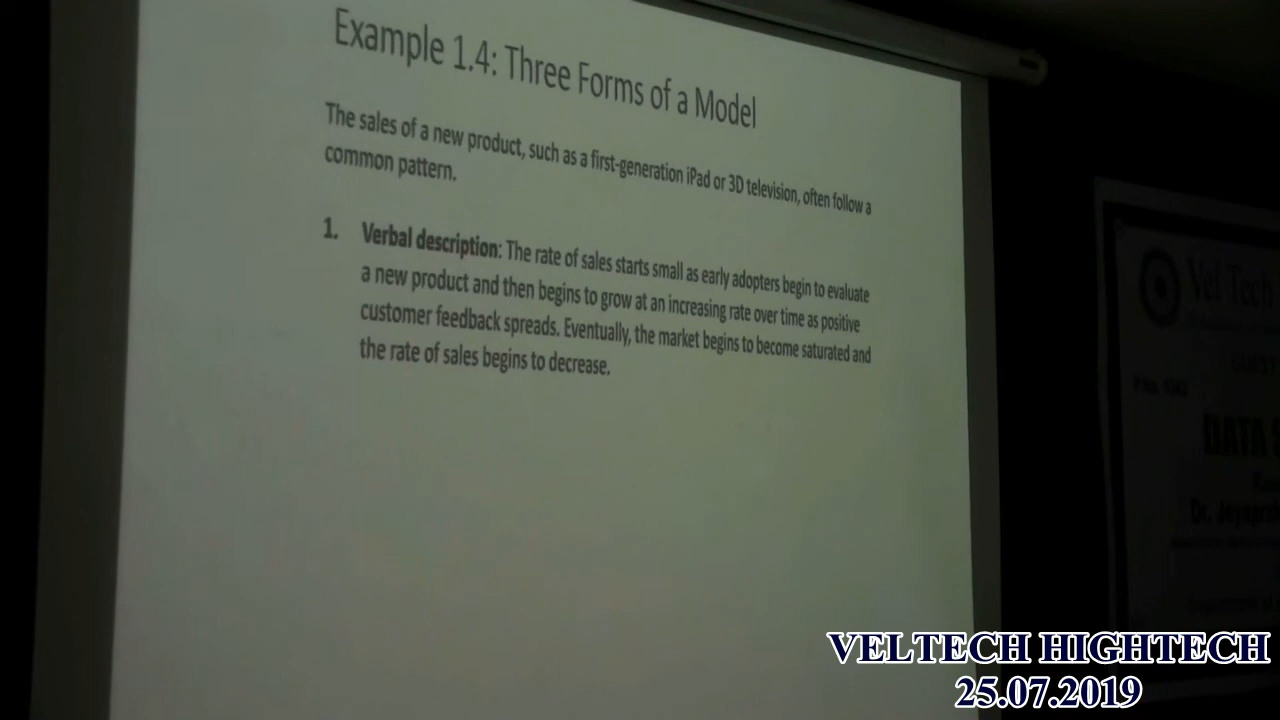 Example 1.4: Three Forms of a Model
The sales of a new product, such as a first-generation iPad or 3D television, often follow a
common pattern.
1. Verbal description: The rate of sales starts small as early adopters begin to evaluate
a new product and then begins to grow at an increasing rate over time as positive
customer feedback spreads. Eventually, the market begins to become saturated and
the rate of sales begins to decrease.
Vel Tech
DATA
Dr.
VELTECH HIGHTECH
25.07.2019